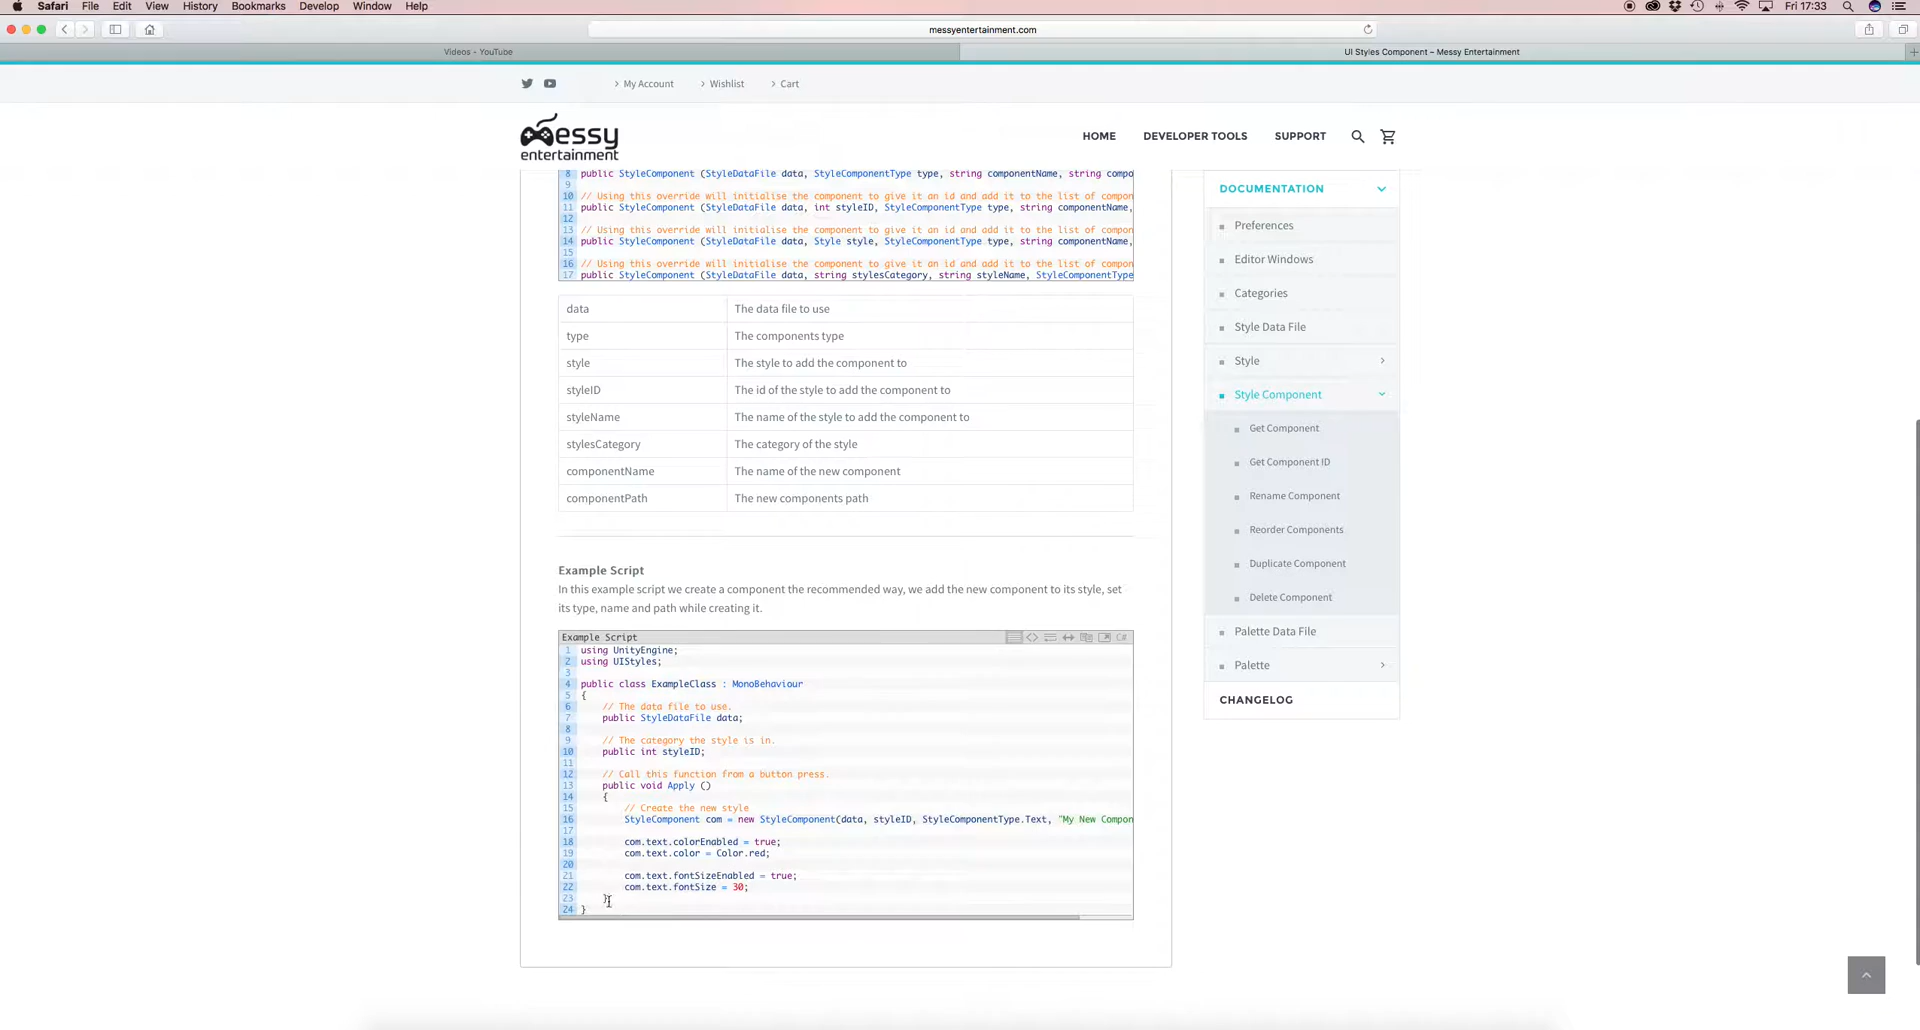 Safari File Edit View History Bookmarks Develop Window Help Fri 17:33
messyentertainment.com
Videos - YouTube UI Styles Component – Messy Entertainment
> My Account > Wishlist > Cart
messy
entertainment
HOME DEVELOPER TOOLS SUPPORT
8 public StyleComponent (StyleDataFile data, StyleComponentType type, string componentName, string compo
9
10 // Using this override will initialise the component to give it an id and add it to the list of compon
11 public StyleComponent (StyleDataFile data, int styleID, StyleComponentType type, string componentName,
12
13 // Using this override will initialise the component to give it an id and add it to the list of compon
14 public StyleComponent (StyleDataFile data, Style style, StyleComponentType type, string componentName,
15
16 // Using this override will initialise the component to give it an id and add it to the list of compon
17 public StyleComponent (StyleDataFile data, string stylesCategory, string styleName, StyleComponentType
data The data file to use
type The components type
style The style to add the component to
styleID The id of the style to add the component to
styleName The name of the style to add the component to
stylesCategory The category of the style
componentName The name of the new component
componentPath The new components path
Example Script
In this example script we create a component the recommended way, we add the new component to its style, set
its type, name and path while creating it.
Example Script C#
1 using UnityEngine;
2 using UIStyles;
3
4 public class ExampleClass : MonoBehaviour
5 {
6 // The data file to use.
7 public StyleDataFile data;
8
9 // The category the style is in.
10 public int styleID;
11
12 // Call this function from a button press.
13 public void Apply ()
14 {
15 // Create the new style
16 StyleComponent com = new StyleComponent(data, styleID, StyleComponentType.Text, "My New Compon
17
18 com.text.colorEnabled = true;
19 com.text.color = Color.red;
20
21 com.text.fontSizeEnabled = true;
22 com.text.fontSize = 30;
23 }
24 }
DOCUMENTATION
Preferences
Editor Windows
Categories
Style Data File
Style
Style Component
Get Component
Get Component ID
Rename Component
Reorder Components
Duplicate Component
Delete Component
Palette Data File
Palette
CHANGELOG